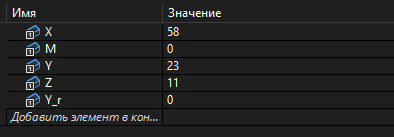 Имя Значение
X 58
M 0
Y 23
Z 11
Y_r 0
Добавить элемент в кон...